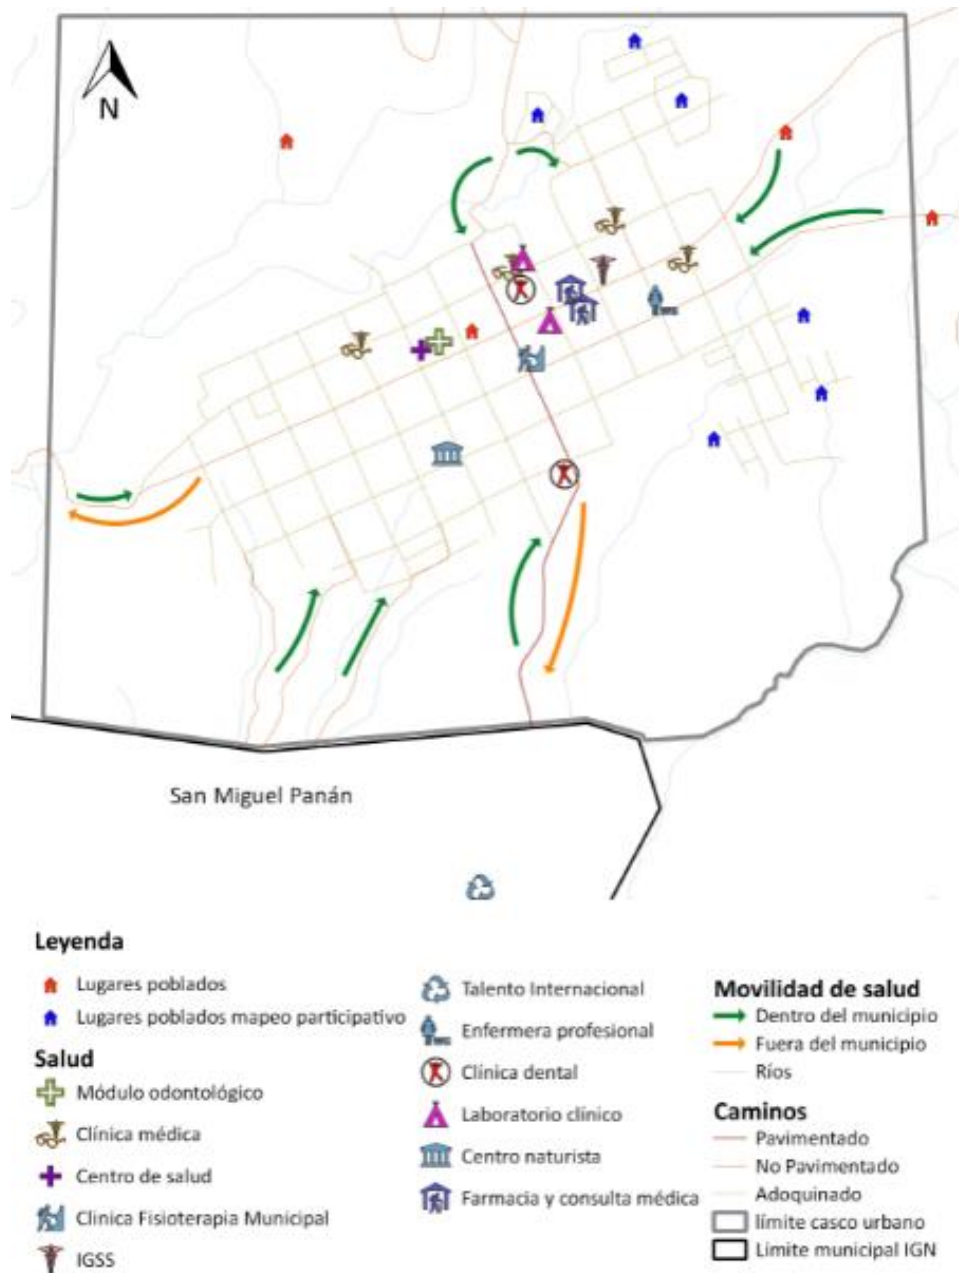 N
San Miguel Panán
Leyenda
Lugares poblados
Lugares poblados mapeo participativo
Salud
Módulo odontológico
Clínica médica
Centro de salud
Clinica Fisioterapia Municipal
IGSS
Talento Internacional
Enfermera profesional
Clínica dental
Laboratorio clínico
Centro naturista
Farmacia y consulta médica
Movilidad de salud
Dentro del municipio
Fuera del municipio
Ríos
Caminos
Pavimentado
No Pavimentado
Adoquinado
límite casco urbano
Límite municipal IGN